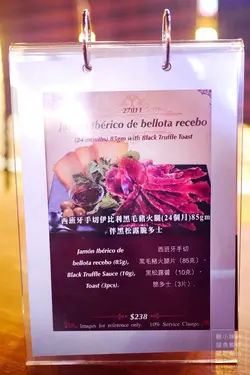 27011
Jamón Ibérico de bellota recebo
(24 months) 85gm with Black Truffle Toast
西班牙手切伊比利黑毛豬火腿(24個月)85gm
伴黑松露脆多士
Jamón Ibérico de
bellota recebo (85g),
Black Truffle Sauce (10g),
Toast (3pcs).
西班牙手切
黑毛豬火腿片（85克），
黑松露醬（10克），
脆多士（3片）.
$238
Images for reference only. 10% Service Charge.